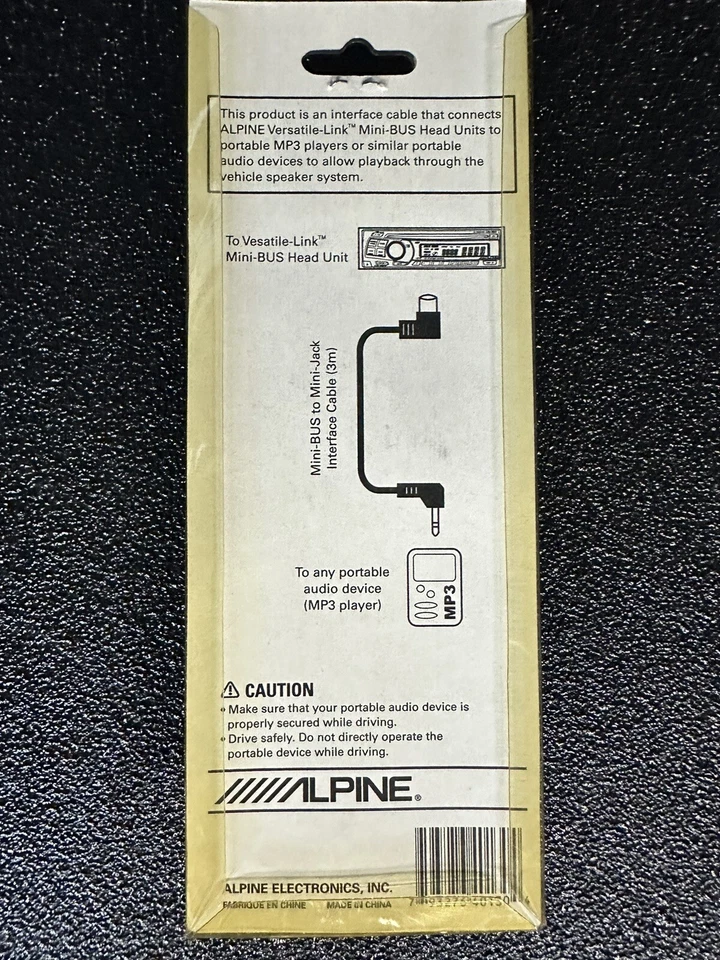 This product is an interface cable that connects
ALPINE Versatile-Link™ Mini-BUS Head Units to
portable MP3 players or similar portable
audio devices to allow playback through the
vehicle speaker system.
To Vesatile-Link™
Mini-BUS Head Unit
Mini-BUS to Mini-Jack
Interface Cable (3m)
To any portable
audio device
(MP3 player)
MP3
⚠ CAUTION
• Make sure that your portable audio device is
properly secured while driving.
• Drive safely. Do not directly operate the
portable device while driving.
ALPINE®
ALPINE ELECTRONICS, INC.
FABRIQUE EN CHINE MADE IN CHINA